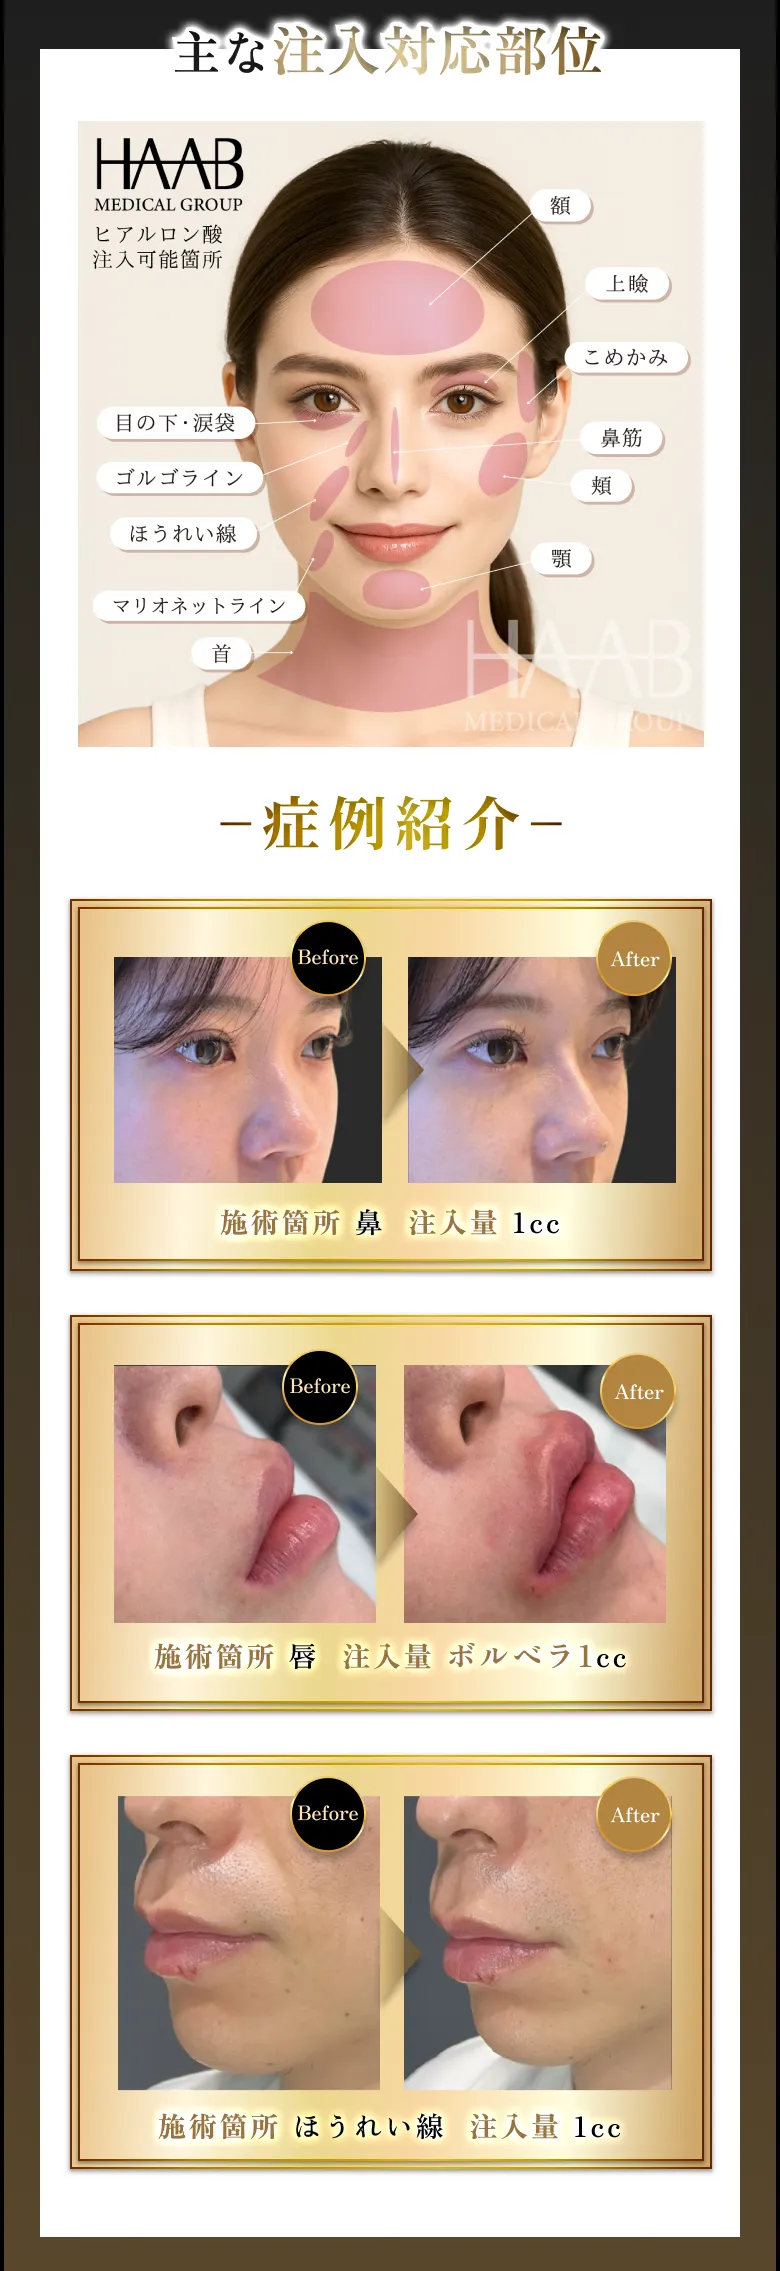 主な注入対応部位
HAAB
MEDICAL GROUP
ヒアルロン酸
注入可能箇所
額
上瞼
こめかみ
目の下・涙袋
鼻筋
ゴルゴライン
頬
ほうれい線
顎
マリオネットライン
首
HAAB
MEDICAL GROUP
－症例紹介－
Before
After
施術箇所 鼻 注入量 1cc
Before
After
施術箇所 唇 注入量 ボルベラ1cc
Before
After
施術箇所 ほうれい線 注入量 1cc